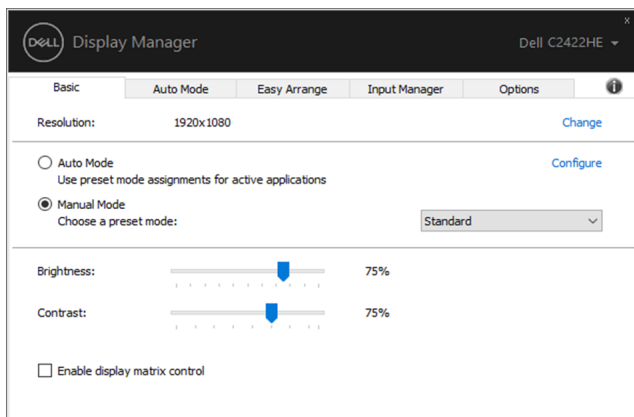 x
DELL Display Manager Dell C2422HE
Basic Auto Mode Easy Arrange Input Manager Options i
Resolution: 1920x1080 Change
Auto Mode Configure
Use preset mode assignments for active applications
Manual Mode
Choose a preset mode: Standard
Brightness: 75%
Contrast: 75%
Enable display matrix control